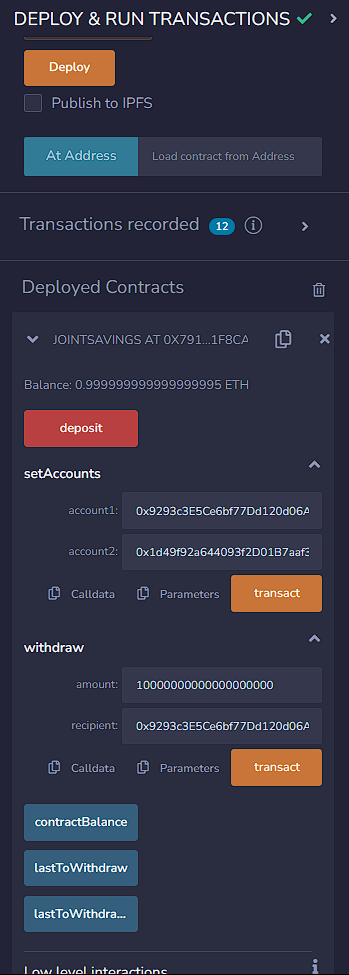 DEPLOY & RUN TRANSACTIONS
Deploy
Publish to IPFS
At Address
Load contract from Address
Transactions recorded 12
Deployed Contracts
JOINTSAVINGS AT 0X791...1F8CA
Balance: 0.999999999999999995 ETH
deposit
setAccounts
account1: 0x9293c3E5Ce6bf77Dd120d06A
account2: 0x1d49f92a644093f2D01B7aaf3
Calldata Parameters transact
withdraw
amount: 10000000000000000000
recipient: 0x9293c3E5Ce6bf77Dd120d06A
Calldata Parameters transact
contractBalance
lastToWithdraw
lastToWithdra...
Low level interactions